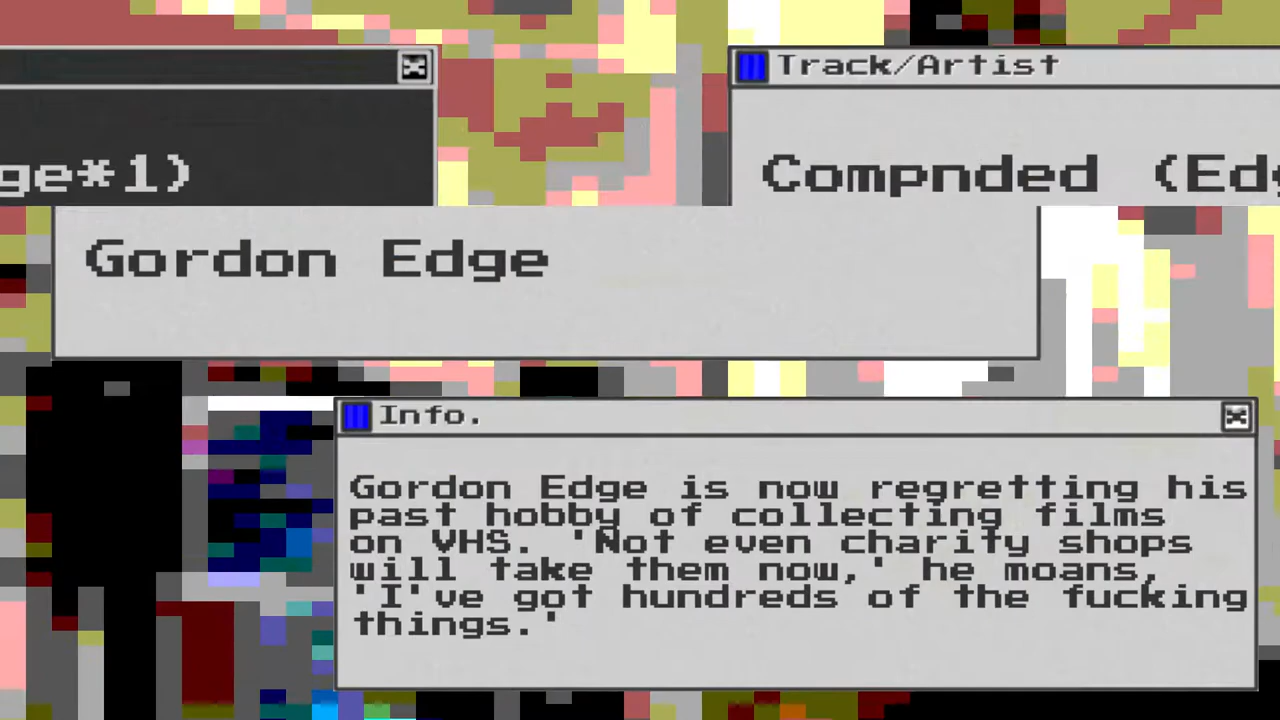 Track/Artist
ge*1)
Compnded (Edg
Gordon Edge
Info.
Gordon Edge is now regretting his
past hobby of collecting films
on VHS. 'Not even charity shops
will take them now,' he moans,
'I've got hundreds of the fucking
things.'